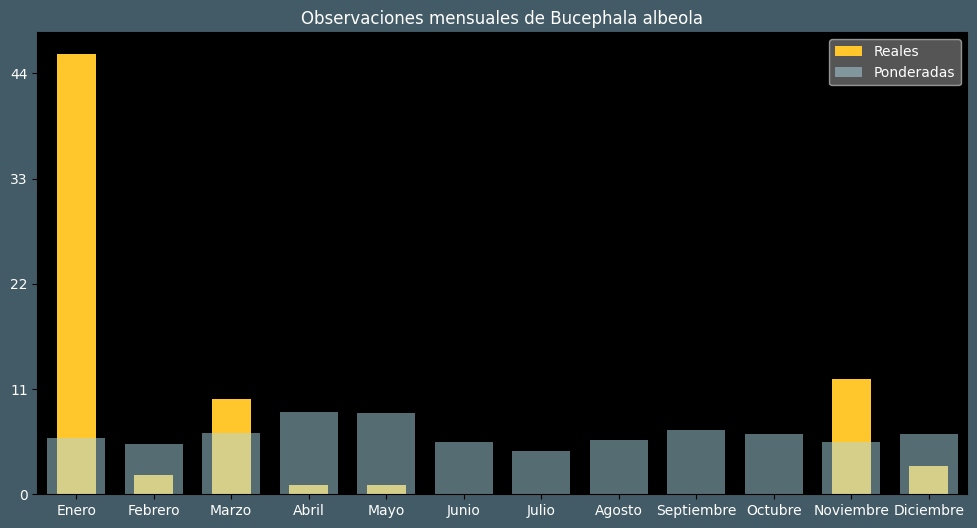 Observaciones mensuales de Bucephala albeola
Reales
Ponderadas
44
33
22
11
0
Enero Febrero Marzo Abril Mayo Junio Julio Agosto Septiembre Octubre Noviembre Diciembre